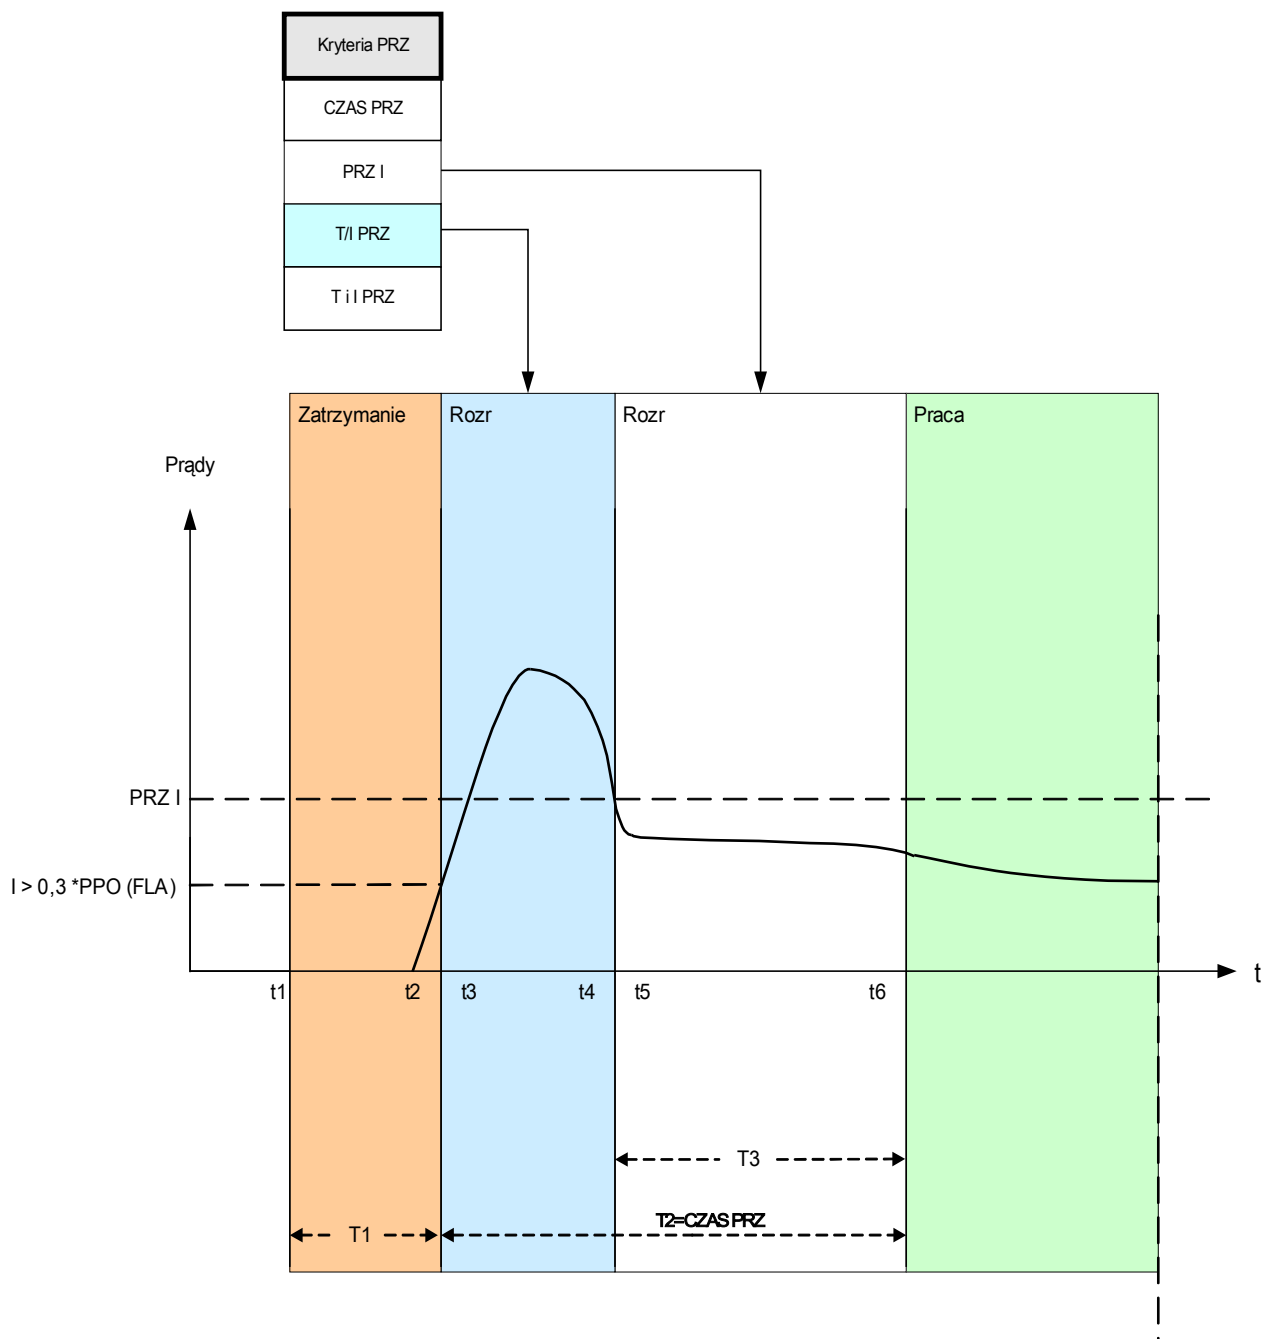 Kryteria PRZ
CZAS PRZ
PRZ I
T/I PRZ
T i I PRZ
Zatrzymanie
Rozr
Rozr
Praca
Prądy
PRZ I
I > 0,3 *PPO (FLA)
t
t1
t2
t3
t4
t5
t6
T3
T2=CZAS PRZ
T1